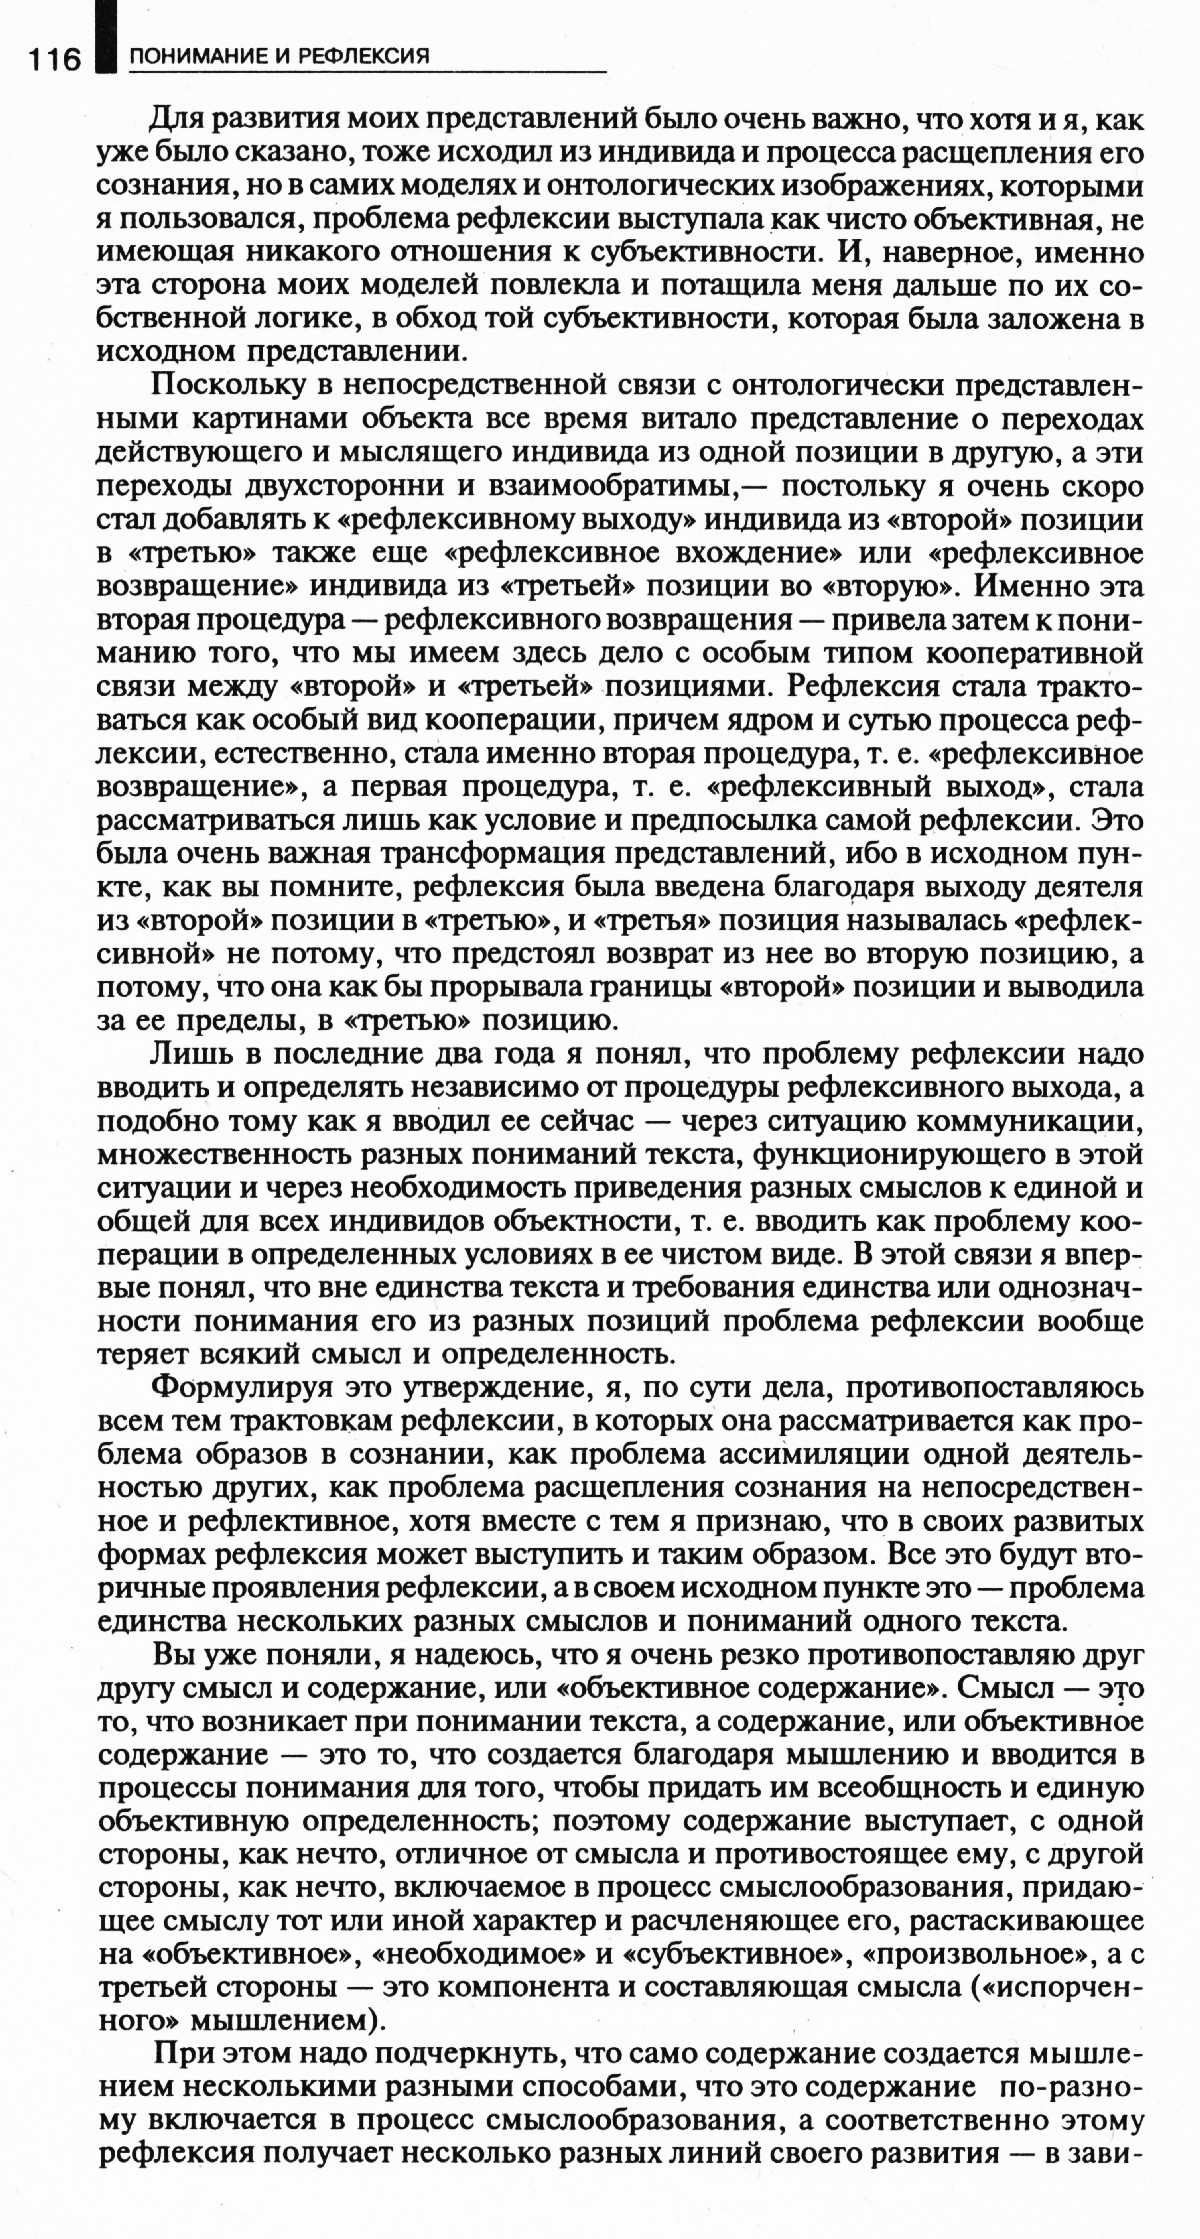 116
ПОНИМАНИЕ И РЕФЛЕКСИЯ
Для развития моих представлений было очень важно, что хотя и я, как
уже было сказано, тоже исходил из индивида и процесса расщепления его
сознания, но в самих моделях и онтологических изображениях, которыми
я пользовался, проблема рефлексии выступала как чисто объективная, не
имеющая никакого отношения к субъективности. И, наверное, именно
эта сторона моих моделей повлекла и потащила меня дальше по их со-
бственной логике, в обход той субъективности, которая была заложена в
исходном представлении.
Поскольку в непосредственной связи с онтологически представлен-
ными картинами объекта все время витало представление о переходах
действующего и мыслящего индивида из одной позиции в другую, а эти
переходы двухсторонни и взаимообратимы,— постольку я очень скоро
стал добавлять к «рефлексивному выходу» индивида из «второй» позиции
в «третью» также еще «рефлексивное вхождение» или «рефлексивное
возвращение» индивида из «третьей» позиции во «вторую». Именно эта
вторая процедура — рефлексивного возвращения — привела затем к пони-
манию того, что мы имеем здесь дело с особым типом кооперативной
связи между «второй» и «третьей» позициями. Рефлексия стала тракто-
ваться как особый вид кооперации, причем ядром и сутью процесса реф-
лексии, естественно, стала именно вторая процедура, т. е. «рефлексивное
возвращение», а первая процедура, т. е. «рефлексивный выход», стала
рассматриваться лишь как условие и предпосылка самой рефлексии. Это
была очень важная трансформация представлений, ибо в исходном пун-
кте, как вы помните, рефлексия была введена благодаря выходу деятеля
из «второй» позиции в «третью», и «третья» позиция называлась «рефлек-
сивной» не потому, что предстоял возврат из нее во вторую позицию, а
потому, что она как бы прорывала границы «второй» позиции и выводила
за ее пределы, в «третью» позицию.
Лишь в последние два года я понял, что проблему рефлексии надо
вводить и определять независимо от процедуры рефлексивного выхода, а
подобно тому как я вводил ее сейчас — через ситуацию коммуникации,
множественность разных пониманий текста, функционирующего в этой
ситуации и через необходимость приведения разных смыслов к единой и
общей для всех индивидов объектности, т. е. вводить как проблему коо-
перации в определенных условиях в ее чистом виде. В этой связи я впер-
вые понял, что вне единства текста и требования единства или однознач-
ности понимания его из разных позиций проблема рефлексии вообще
теряет всякий смысл и определенность.
Формулируя это утверждение, я, по сути дела, противопоставляюсь
всем тем трактовкам рефлексии, в которых она рассматривается как про-
блема образов в сознании, как проблема ассимиляции одной деятель-
ностью других, как проблема расщепления сознания на непосредствен-
ное и рефлективное, хотя вместе с тем я признаю, что в своих развитых
формах рефлексия может выступить и таким образом. Все это будут вто-
ричные проявления рефлексии, а в своем исходном пункте это — проблема
единства нескольких разных смыслов и пониманий одного текста.
Вы уже поняли, я надеюсь, что я очень резко противопоставляю друг
другу смысл и содержание, или «объективное содержание». Смысл — это
то, что возникает при понимании текста, а содержание, или объективное
содержание — это то, что создается благодаря мышлению и вводится в
процессы понимания для того, чтобы придать им всеобщность и единую
объективную определенность; поэтому содержание выступает, с одной
стороны, как нечто, отличное от смысла и противостоящее ему, с другой
стороны, как нечто, включаемое в процесс смыслообразования, придаю-
щее смыслу тот или иной характер и расчленяющее его, растаскивающее
на «объективное», «необходимое» и «субъективное», «произвольное», а с
третьей стороны — это компонента и составляющая смысла («испорчен-
ного» мышлением).
При этом надо подчеркнуть, что само содержание создается мышле-
нием несколькими разными способами, что это содержание по-разно-
му включается в процесс смыслообразования, а соответственно этому
рефлексия получает несколько разных линий своего развития — в зави-